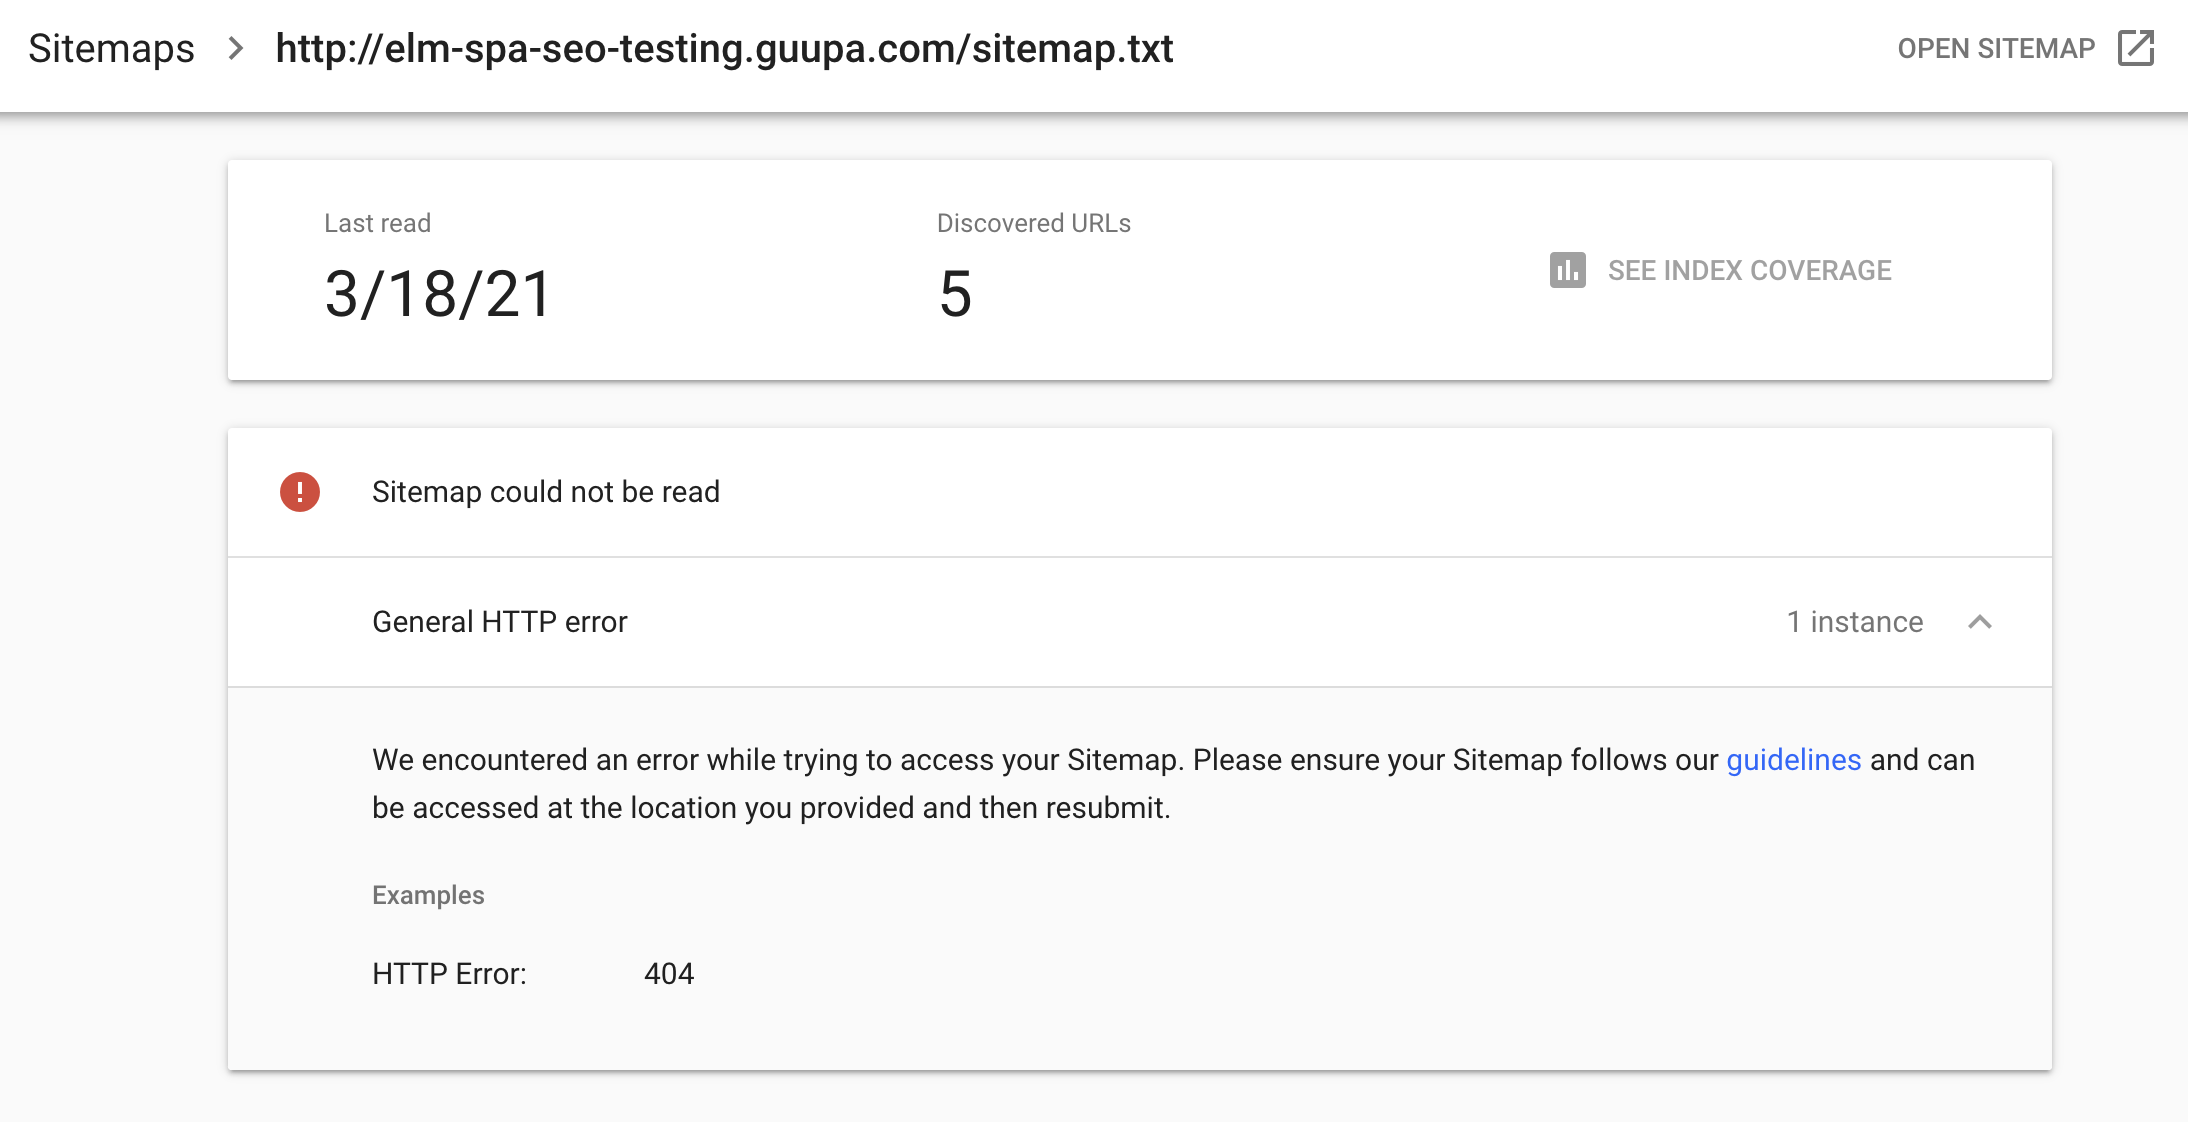 Sitemaps > http://elm-spa-seo-testing.guupa.com/sitemap.txt
OPEN SITEMAP
Last read
3/18/21
Discovered URLs
5
SEE INDEX COVERAGE
Sitemap could not be read
General HTTP error
1 instance
We encountered an error while trying to access your Sitemap. Please ensure your Sitemap follows our guidelines and can
be accessed at the location you provided and then resubmit.
Examples
HTTP Error: 404